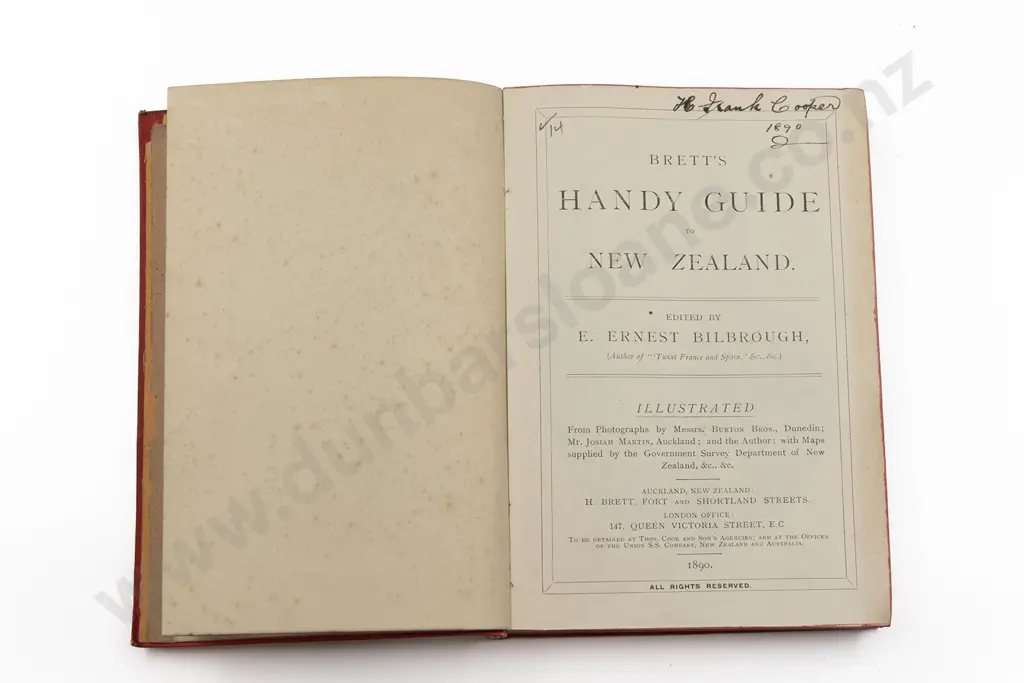 H Frank Cooper
1890
BRETT'S
HANDY GUIDE
TO
NEW ZEALAND.
EDITED BY
E. ERNEST BILBROUGH,
(Author of "'Twixt France and Spain," &c., &c.)
ILLUSTRATED
From Photographs by Messrs. BURTON BROS., Dunedin;
Mr. JOSIAH MARTIN, Auckland; and the Author; with Maps
supplied by the Government Survey Department of New
Zealand, &c., &c.
AUCKLAND, NEW ZEALAND:
H. BRETT, FORT AND SHORTLAND STREETS.
LONDON OFFICE:
147, QUEEN VICTORIA STREET, E.C.
TO BE OBTAINED AT THOS. COOK AND SON'S AGENCIES; AND AT THE OFFICES
OF THE UNION S.S. COMPANY, NEW ZEALAND AND AUSTRALIA.
1890.
ALL RIGHTS RESERVED.
www.dunbarsloane.co.nz